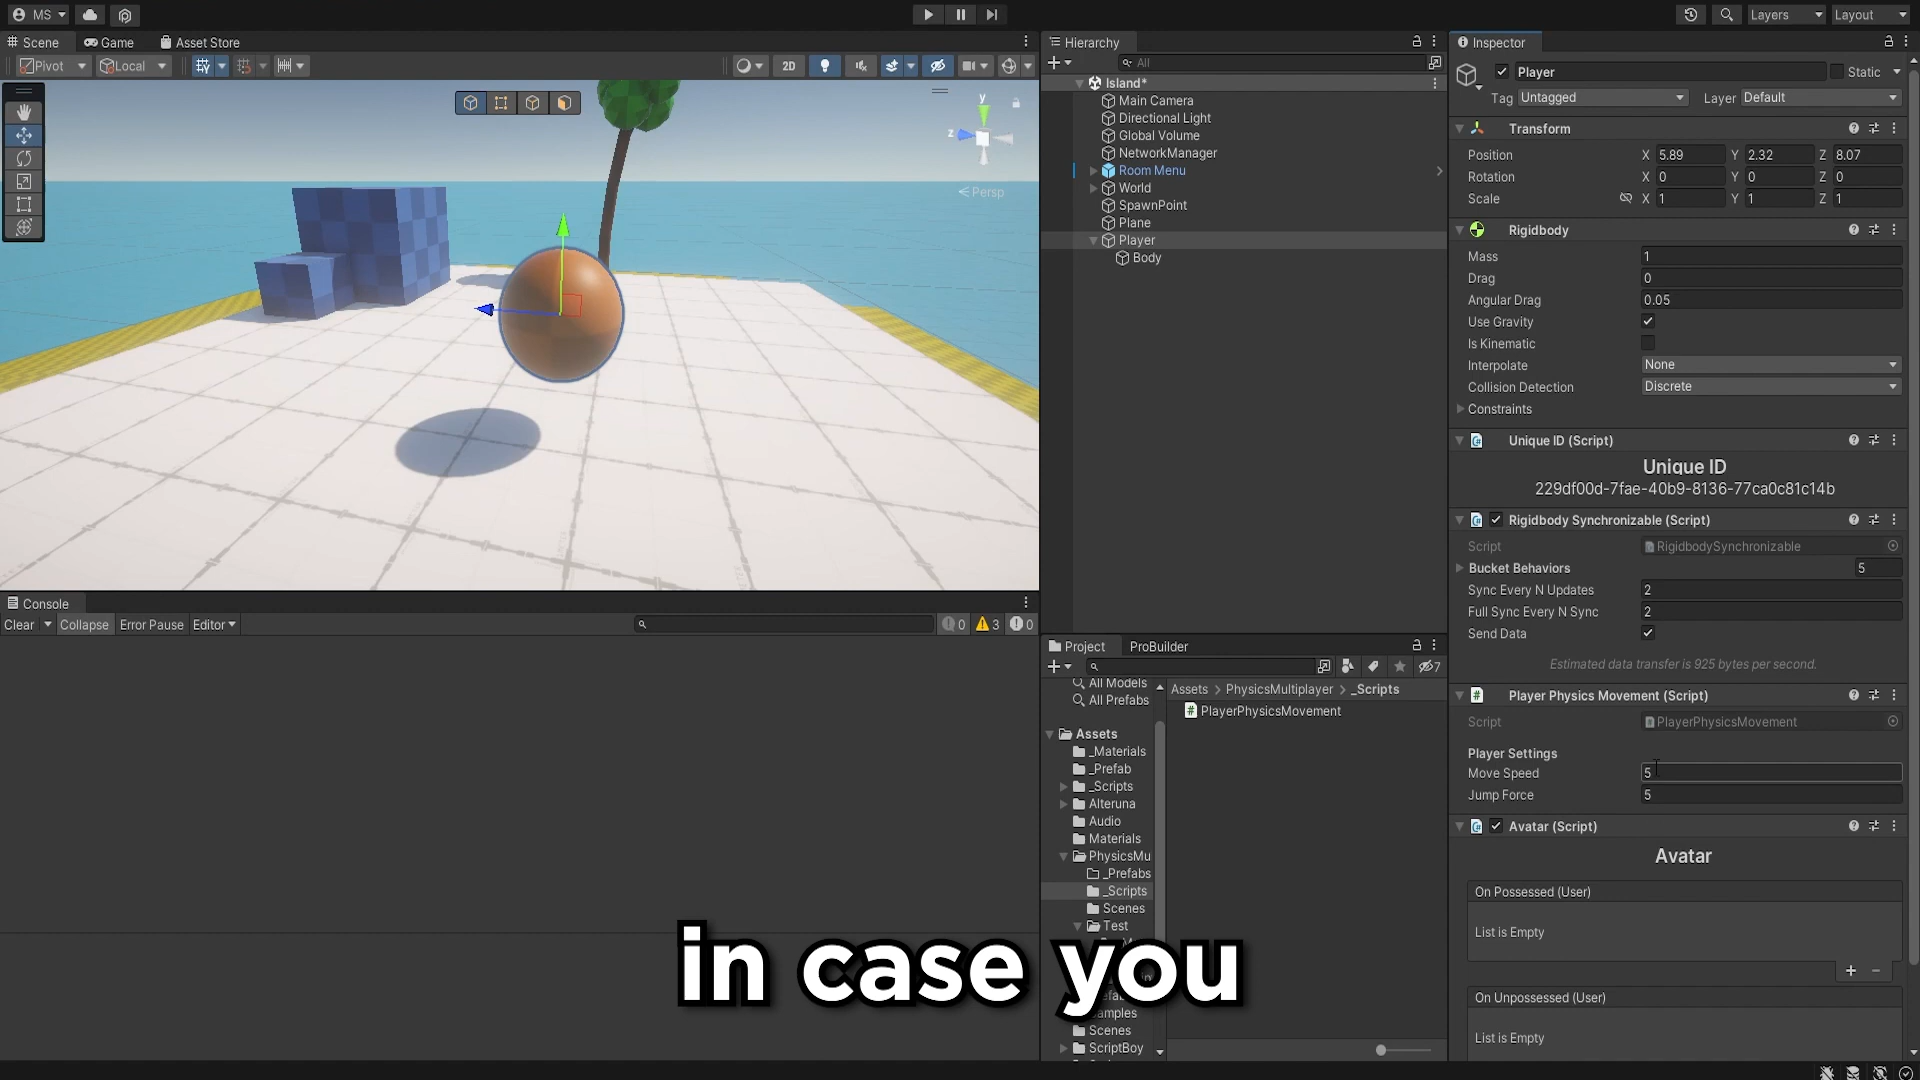 MS
Layers
Layout
Scene
Game
Asset Store
Pivot
Local
2D
y
z
Persp
Console
Clear
Collapse
Error Pause
Editor
0
3
0
Hierarchy
All
Island*
Main Camera
Directional Light
Global Volume
NetworkManager
Room Menu
World
SpawnPoint
Plane
Player
Body
Project
ProBuilder
7
All Models
All Prefabs
Assets
_Materials
_Prefab
_Scripts
Alteruna
Audio
Materials
PhysicsMu
_Prefabs
_Scripts
Scenes
Test
Scenes
ScriptBoy
Assets > PhysicsMultiplayer > _Scripts
PlayerPhysicsMovement
Inspector
Player
Static
Tag Untagged Layer Default
Transform
Position X 5.89 Y 2.32 Z 8.07
Rotation X 0 Y 0 Z 0
Scale X 1 Y 1 Z 1
Rigidbody
Mass 1
Drag 0
Angular Drag 0.05
Use Gravity
Is Kinematic
Interpolate None
Collision Detection Discrete
Constraints
Unique ID (Script)
Unique ID
229df00d-7fae-40b9-8136-77ca0c81c14b
Rigidbody Synchronizable (Script)
Script RigidbodySynchronizable
Bucket Behaviors 5
Sync Every N Updates 2
Full Sync Every N Sync 2
Send Data
Estimated data transfer is 925 bytes per second.
Player Physics Movement (Script)
Script PlayerPhysicsMovement
Player Settings
Move Speed 5
Jump Force 5
Avatar (Script)
Avatar
On Possessed (User)
List is Empty
On Unpossessed (User)
List is Empty
in case you